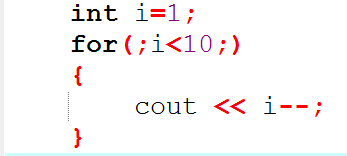 int i=1;
for(;i<10;)
{
cout << i--;
}